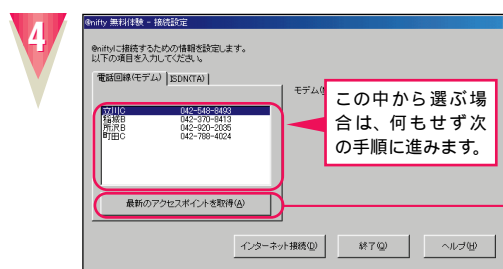 4
@nifty 無料体験 - 接続設定
@niftyに接続するための情報を設定します。
以下の項目を入力してください。
電話回線(モデム) ISDN(TA)
モデム(
立川C 042-548-8493
稲城B 042-370-8413
所沢B 042-920-2035
町田C 042-788-4024
この中から選ぶ場
合は、何もせず次
の手順に進みます。
最新のアクセスポイントを取得(A)
インターネット接続(D) 終了(Q) ヘルプ(H)